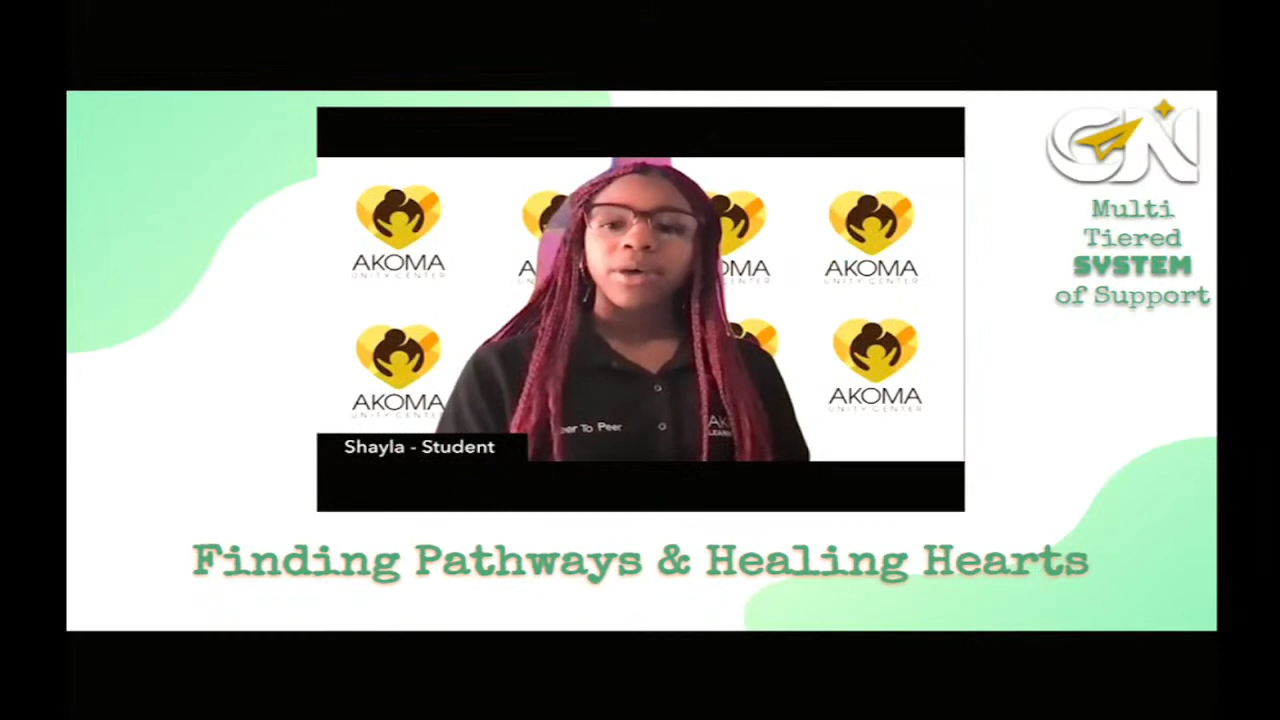 GN
Multi
Tiered
SYSTEM
of Support
AKOMA
UNITY CENTER
AKOMA
UNITY CENTER
AKOMA
UNITY CENTER
AKOMA
UNITY CENTER
To Peer
Shayla - Student
Finding Pathways & Healing Hearts